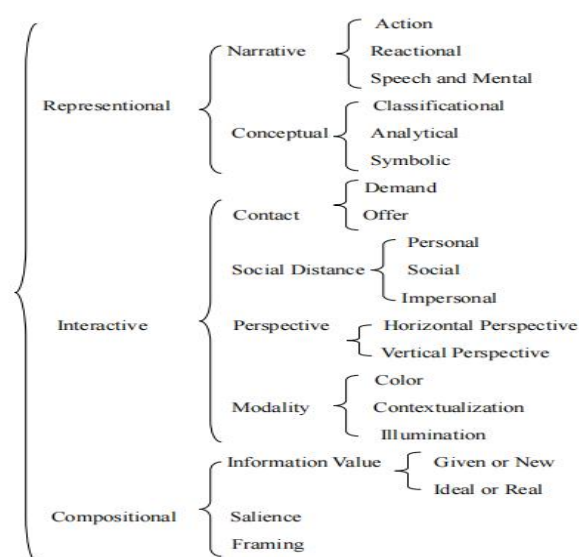 Action
Narrative
Reactional
Speech and Mental
Representional
Classificational
Conceptual
Analytical
Symbolic
Demand
Contact
Offer
Personal
Social Distance
Social
Impersonal
Interactive
Perspective
Horizontal Perspective
Vertical Perspective
Color
Modality
Contextualization
Illumination
Information Value
Given or New
Ideal or Real
Compositional
Salience
Framing